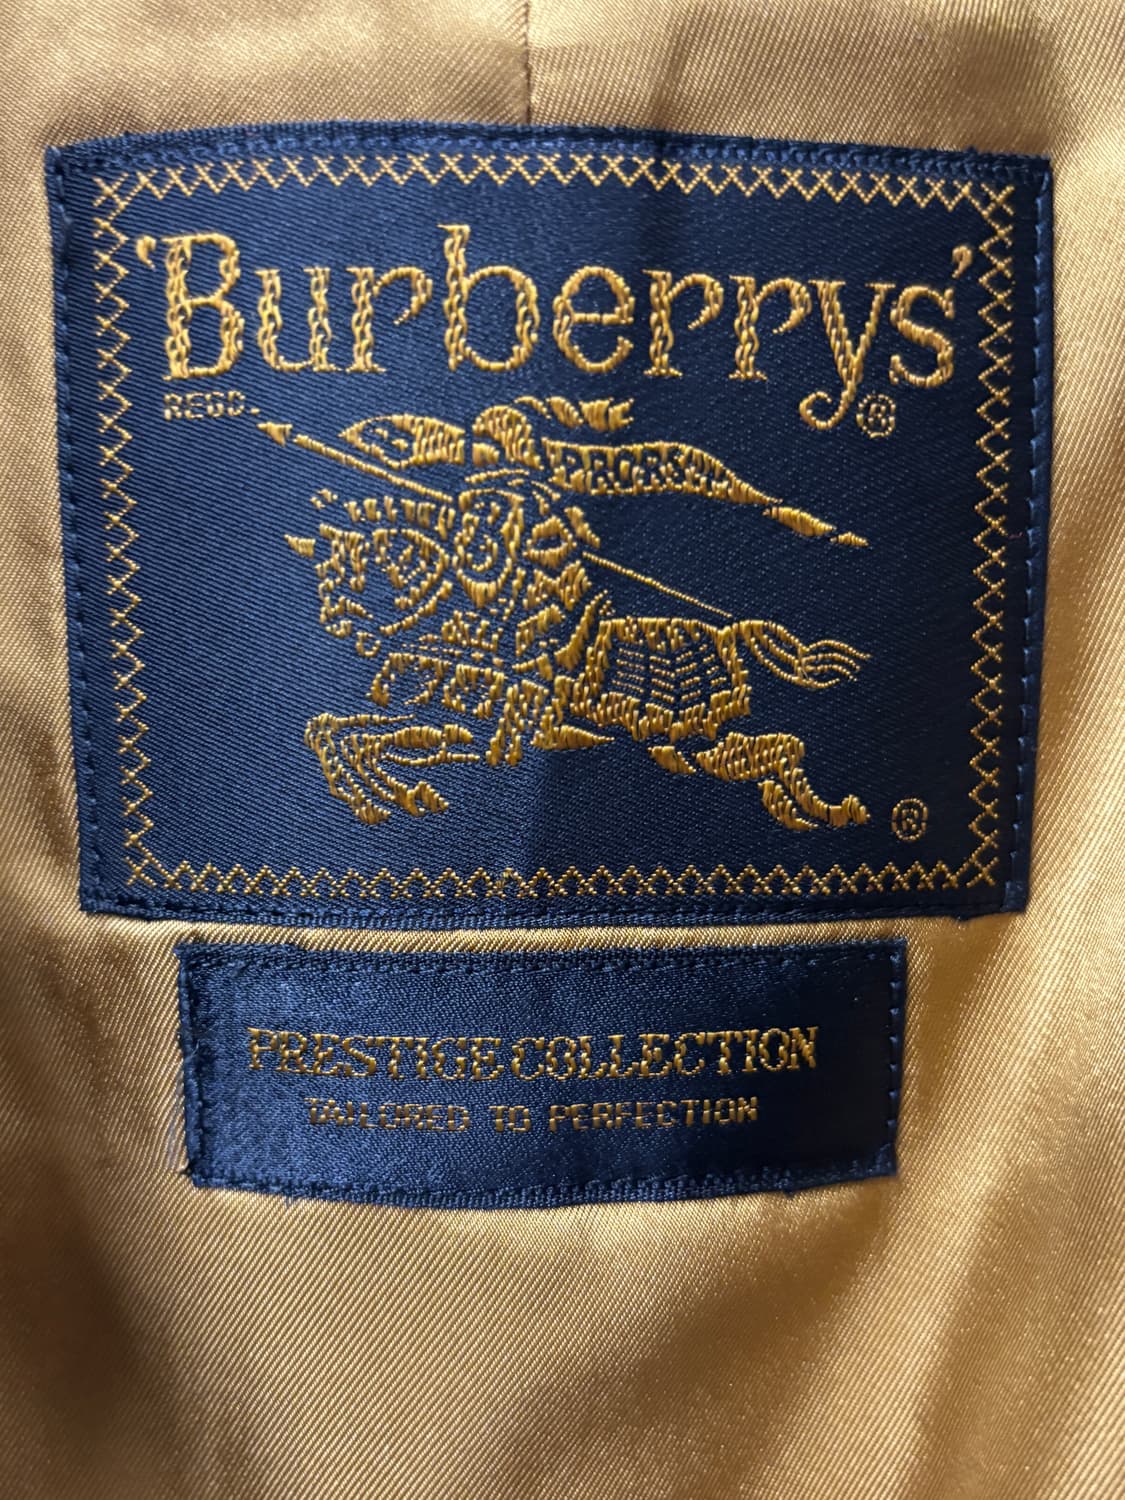 'Burberrys'
REGD. ®
PRORSUM
®
PRESTIGE COLLECTION
TAILORED TO PERFECTION